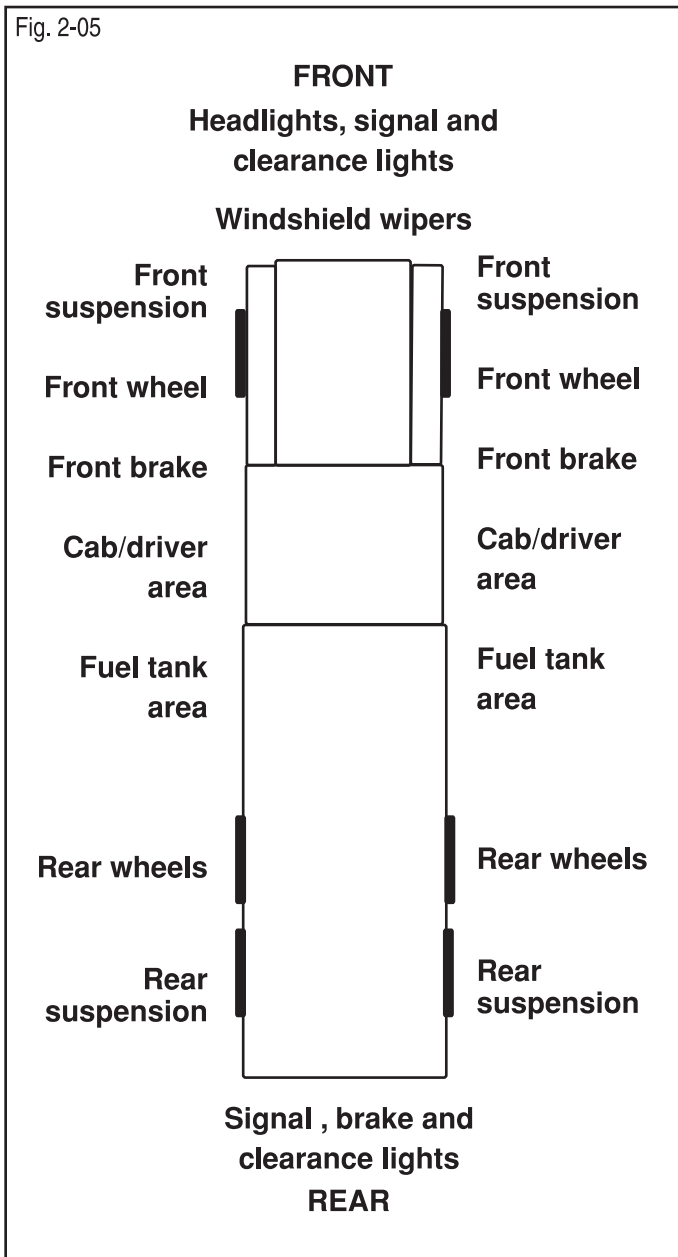 Fig. 2-05
FRONT
Headlights, signal and
clearance lights
Windshield wipers
Front
suspension
Front
suspension
Front wheel
Front wheel
Front brake
Front brake
Cab/driver
area
Cab/driver
area
Fuel tank
area
Fuel tank
area
Rear wheels
Rear wheels
Rear
suspension
Rear
suspension
Signal , brake and
clearance lights
REAR